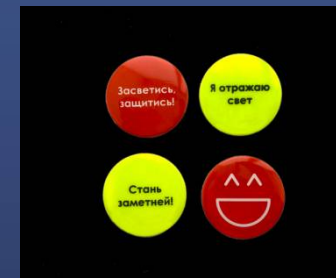 Засветись,
защитись!
Я отражаю
свет
Стань
заметней!